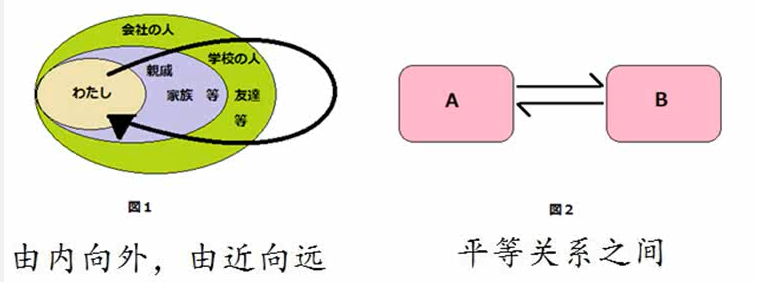 会社の人
学校の人
親戚
わたし
家族 等
友達
等
図1
由内向外，由近向远
A
B
図2
平等关系之间